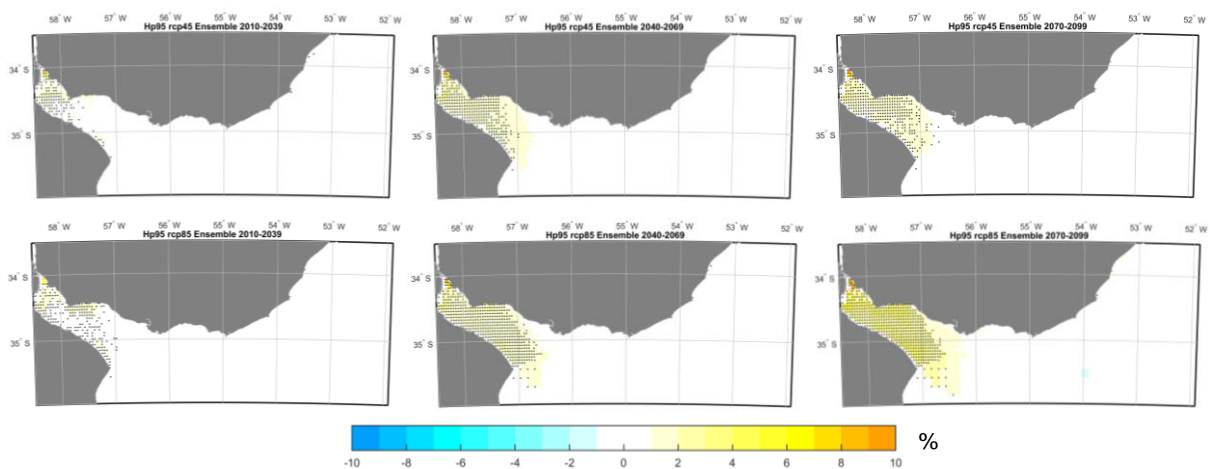 58° W 57° W 56° W 55° W 54° W 53° W 52° W
Hp95 rcp45 Ensemble 2010-2039
34° S
35° S
58° W 57° W 56° W 55° W 54° W 53° W 52° W
Hp95 rcp45 Ensemble 2040-2069
34° S
35° S
58° W 57° W 56° W 55° W 54° W 53° W 52° W
Hp95 rcp45 Ensemble 2070-2099
34° S
35° S
58° W 57° W 56° W 55° W 54° W 53° W 52° W
Hp95 rcp85 Ensemble 2010-2039
34° S
35° S
58° W 57° W 56° W 55° W 54° W 53° W 52° W
Hp95 rcp85 Ensemble 2040-2069
34° S
35° S
58° W 57° W 56° W 55° W 54° W 53° W 52° W
Hp95 rcp85 Ensemble 2070-2099
34° S
35° S
%
-10 -8 -6 -4 -2 0 2 4 6 8 10